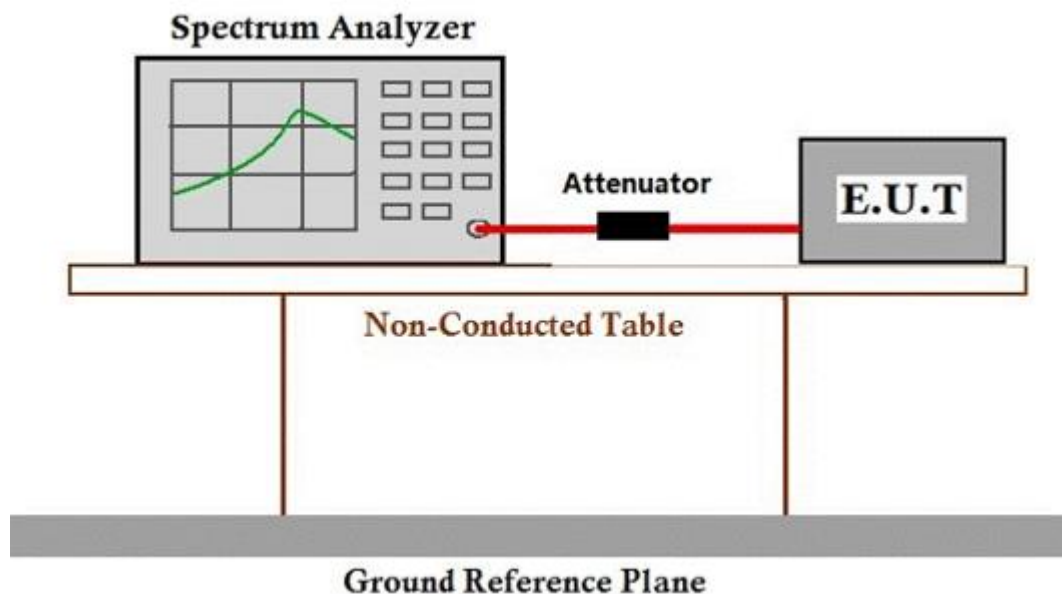 Spectrum Analyzer
Attenuator
E.U.T
Non-Conducted Table
Ground Reference Plane